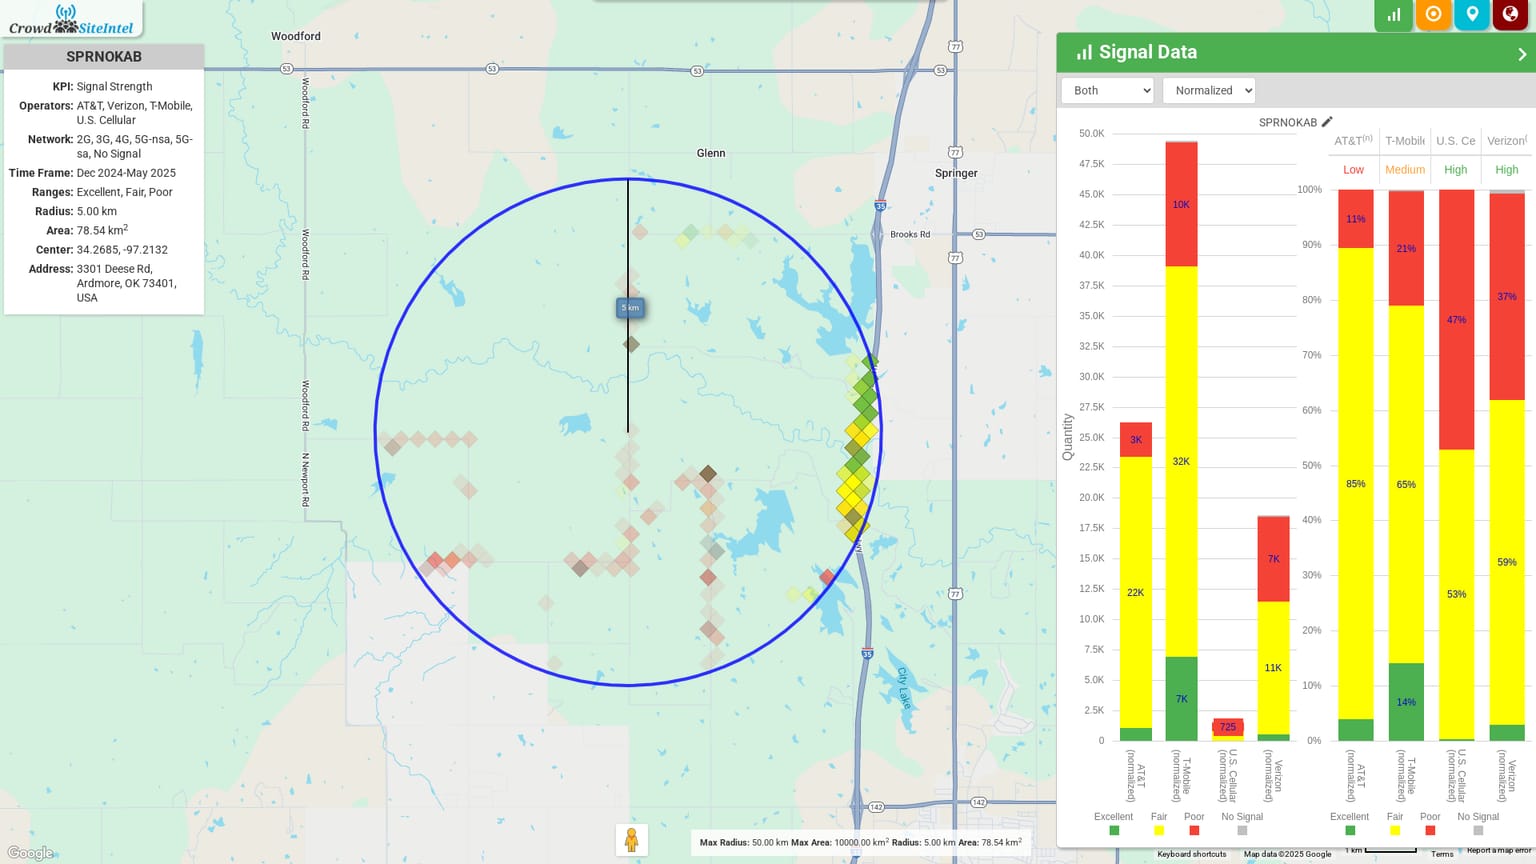 Crowd SiteIntel
SPRNOKAB
KPI: Signal Strength
Operators: AT&T, Verizon, T-Mobile,
U.S. Cellular
Network: 2G, 3G, 4G, 5G-nsa, 5G-
sa, No Signal
Time Frame: Dec 2024-May 2025
Ranges: Excellent, Fair, Poor
Radius: 5.00 km
Area: 78.54 km²
Center: 34.2685, -97.2132
Address: 3301 Deese Rd,
Ardmore, OK 73401,
USA
Woodford
53
53
53
53
77
Woodford Rd
Glenn
77
Springer
35
Brooks Rd
53
Woodford Rd
77
5 km
Woodford Rd
N Newport Rd
77
35
City Lake
142
142
Google
Max Radius: 50.00 km Max Area: 10000.00 km² Radius: 5.00 km Area: 78.54 km²
Signal Data
Both
Normalized
SPRNOKAB
Quantity
50.0K
47.5K
45.0K
42.5K
40.0K
37.5K
35.0K
32.5K
30.0K
27.5K
25.0K
22.5K
20.0K
17.5K
15.0K
12.5K
10.0K
7.5K
5.0K
2.5K
0
3K
22K
10K
32K
7K
725
7K
11K
AT&T
(normalized)
T-Mobile
(normalized)
U.S. Cellular
(normalized)
Verizon
(normalized)
Excellent Fair Poor No Signal
AT&T(n) T-Mobile U.S. Ce Verizon(
Low Medium High High
100%
90%
80%
70%
60%
50%
40%
30%
20%
10%
0%
11%
85%
21%
65%
14%
47%
53%
37%
59%
AT&T
(normalized)
T-Mobile
(normalized)
U.S. Cellular
(normalized)
Verizon
(normalized)
Excellent Fair Poor No Signal
Keyboard shortcuts Map data ©2025 Google 1 km Terms Report a map error